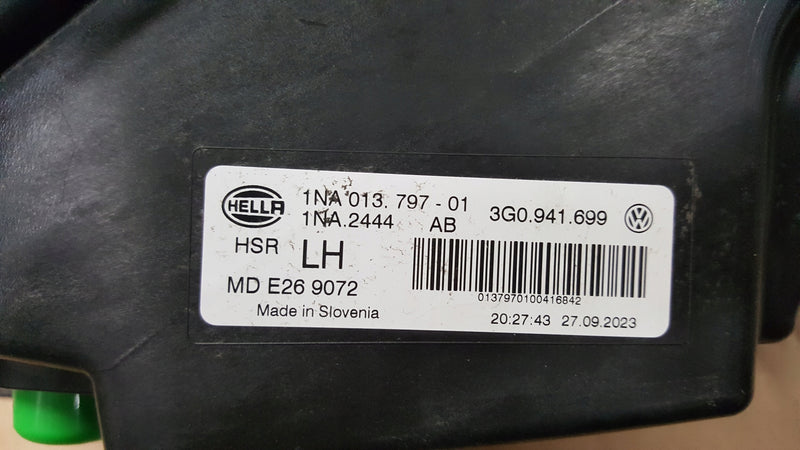 HELLA 1NA 013. 797 - 01
1NA.2444 AB 3G0.941.699 VW
HSR LH
MD E26 9072
0137970100416842
Made in Slovenia
20:27:43 27.09.2023